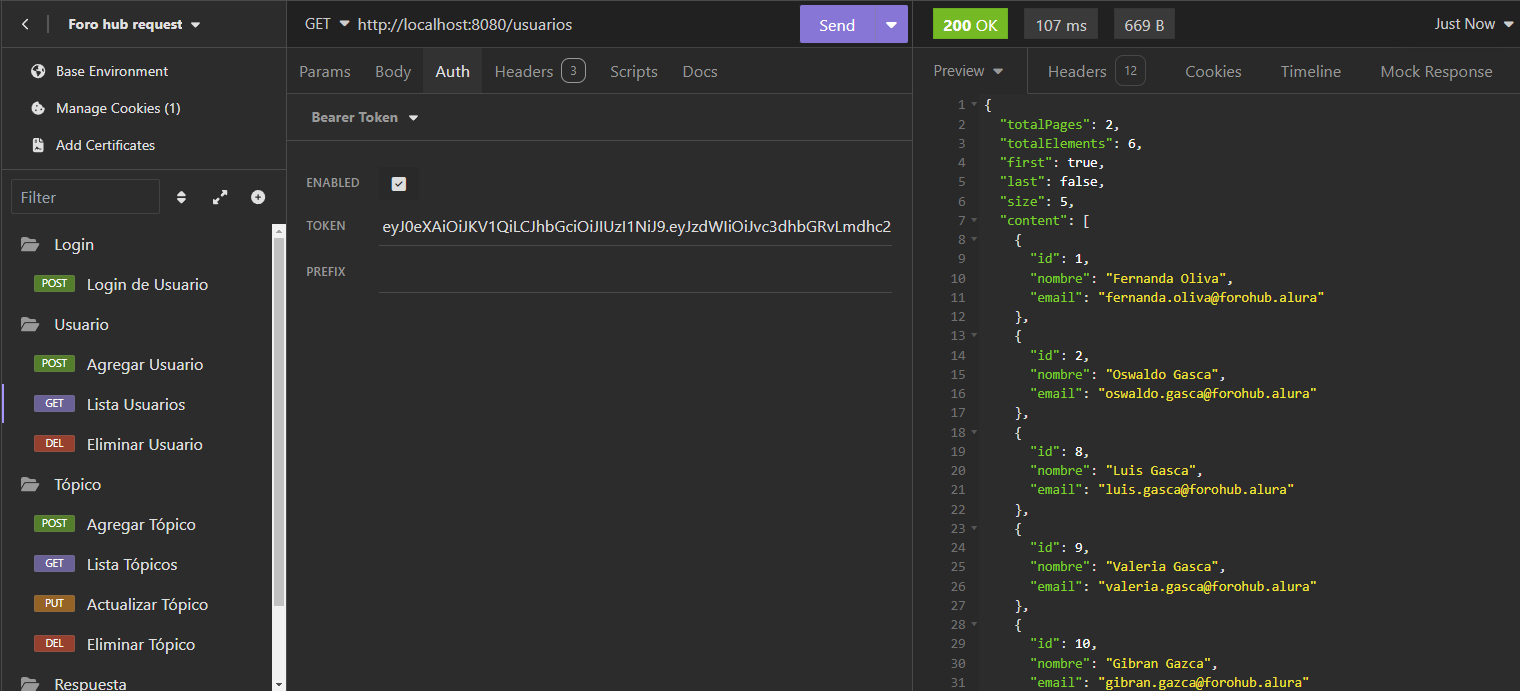 Foro hub request
Base Environment
Manage Cookies (1)
Add Certificates
Filter
Login
POST Login de Usuario
Usuario
POST Agregar Usuario
GET Lista Usuarios
DEL Eliminar Usuario
Tópico
POST Agregar Tópico
GET Lista Tópicos
PUT Actualizar Tópico
DEL Eliminar Tópico
Respuesta
GET http://localhost:8080/usuarios Send
Params Body Auth Headers 3 Scripts Docs
Bearer Token
ENABLED
TOKEN eyJ0eXAiOiJKV1QiLCJhbGciOiJIUzI1NiJ9.eyJzdWIiOiJvc3dhbGRvLmdhc2
PREFIX
200 OK 107 ms 669 B Just Now
Preview Headers 12 Cookies Timeline Mock Response
1 {
2 "totalPages": 2,
3 "totalElements": 6,
4 "first": true,
5 "last": false,
6 "size": 5,
7 "content": [
8 {
9 "id": 1,
10 "nombre": "Fernanda Oliva",
11 "email": "fernanda.oliva@forohub.alura"
12 },
13 {
14 "id": 2,
15 "nombre": "Oswaldo Gasca",
16 "email": "oswaldo.gasca@forohub.alura"
17 },
18 {
19 "id": 8,
20 "nombre": "Luis Gasca",
21 "email": "luis.gasca@forohub.alura"
22 },
23 {
24 "id": 9,
25 "nombre": "Valeria Gasca",
26 "email": "valeria.gasca@forohub.alura"
27 },
28 {
29 "id": 10,
30 "nombre": "Gibran Gazca",
31 "email": "gibran.gazca@forohub.alura"